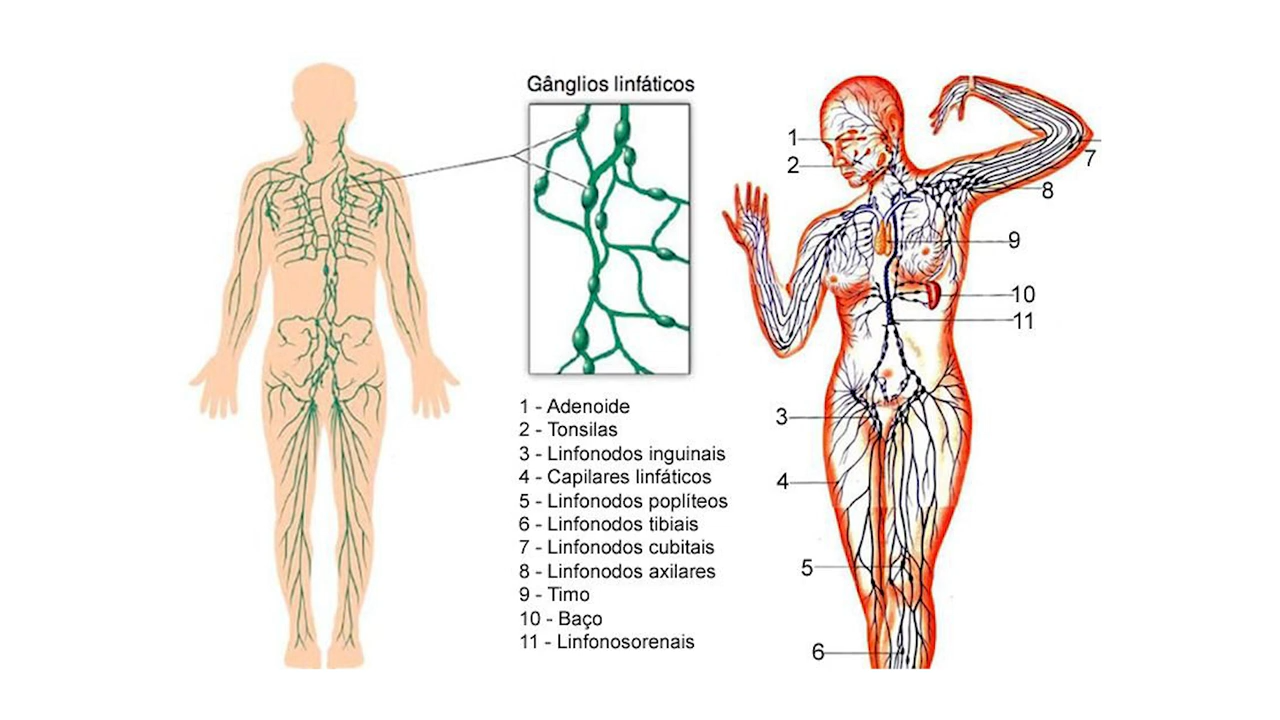 Gânglios linfáticos
1 - Adenoide
2 - Tonsilas
3 - Linfonodos inguinais
4 - Capilares linfáticos
5 - Linfonodos poplíteos
6 - Linfonodos tibiais
7 - Linfonodos cubitais
8 - Linfonodos axilares
9 - Timo
10 - Baço
11 - Linfonosorenais
1
2
7
8
9
10
11
3
4
5
6